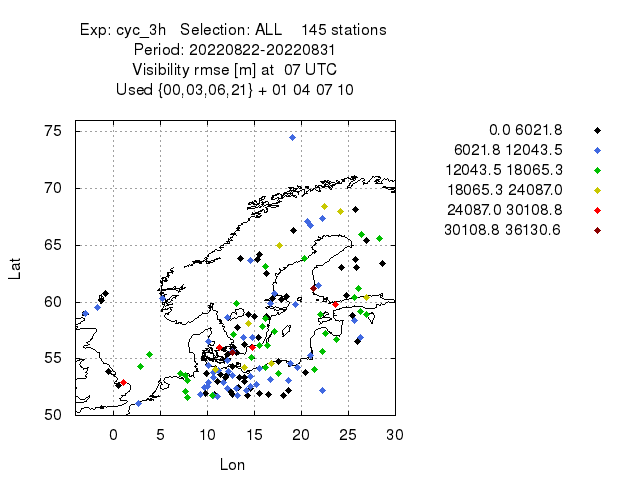 Exp: cyc_3h   Selection: ALL    145 stations
Period: 20220822-20220831
Visibility rmse [m] at  07 UTC
Used {00,03,06,21} + 01 04 07 10
0.0 6021.8
6021.8 12043.5
12043.5 18065.3
18065.3 24087.0
24087.0 30108.8
30108.8 36130.6
Lat
75
70
65
60
55
50
0 5 10 15 20 25 30
Lon